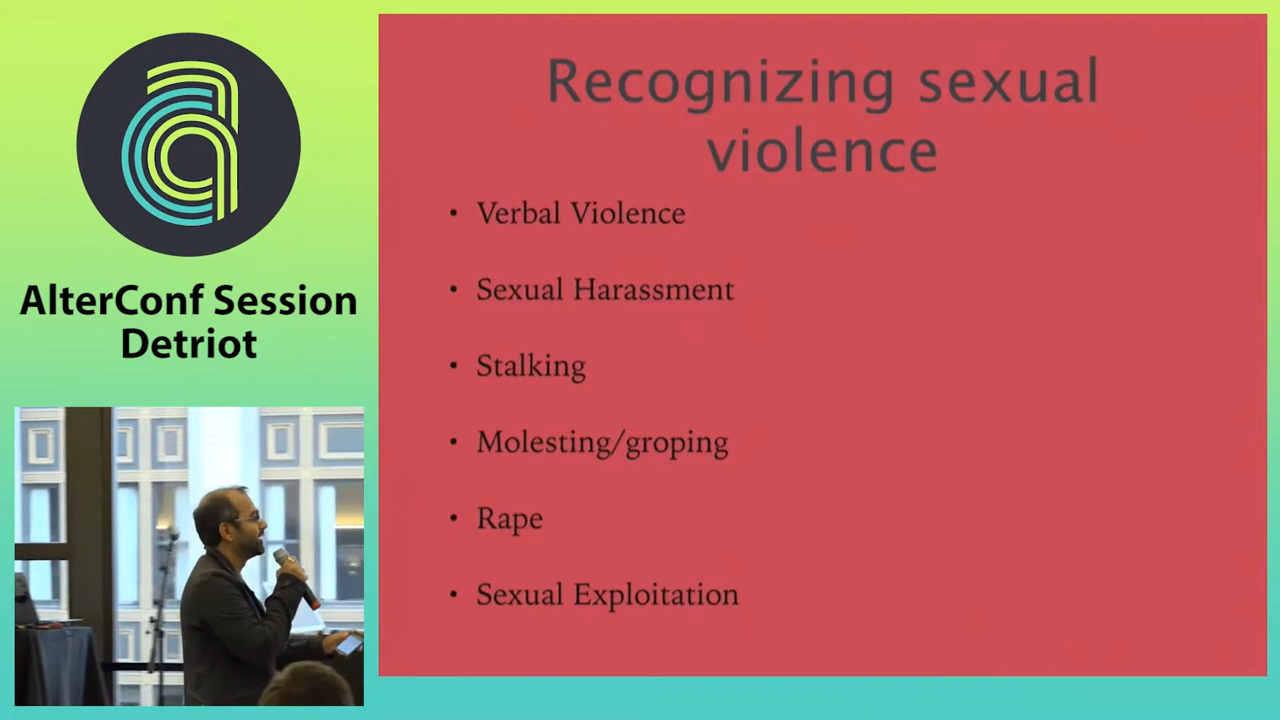 AlterConf Session
Detriot
Recognizing sexual
violence
• Verbal Violence
• Sexual Harassment
• Stalking
• Molesting/groping
• Rape
• Sexual Exploitation